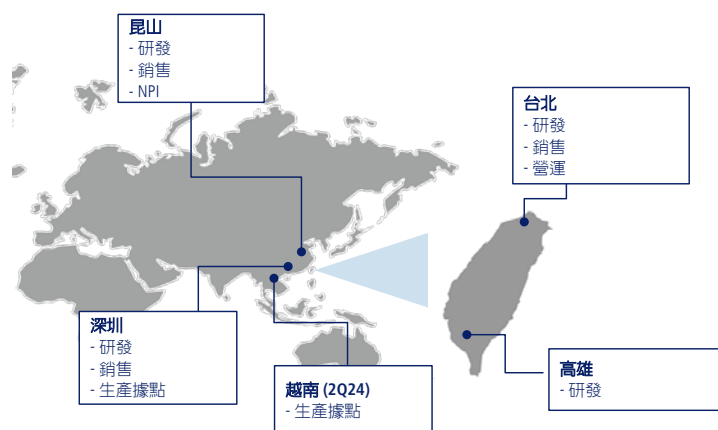 昆山
- 研發
- 銷售
- NPI
台北
- 研發
- 銷售
- 營運
深圳
- 研發
- 銷售
- 生產據點
越南 (2Q24)
- 生產據點
高雄
- 研發